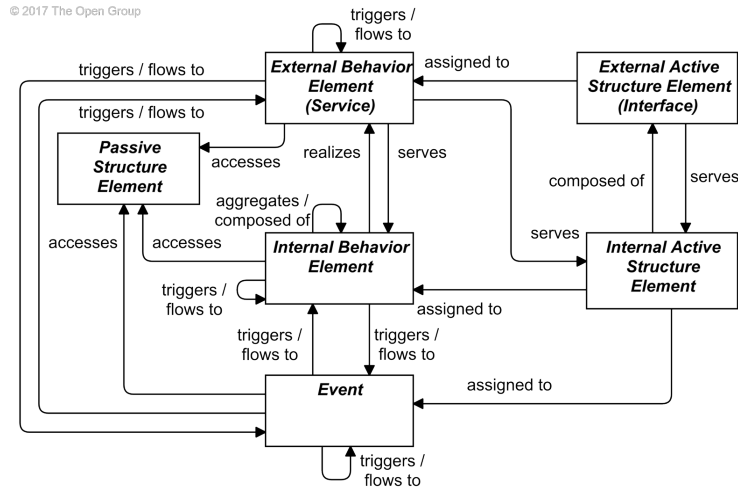 © 2017 The Open Group
triggers /
flows to
triggers / flows to
External Behavior
Element
(Service)
assigned to
External Active
Structure Element
(Interface)
triggers / flows to
Passive
Structure
Element
accesses
realizes
serves
composed of
serves
aggregates /
composed of
accesses
accesses
Internal Behavior
Element
serves
Internal Active
Structure
Element
triggers /
flows to
assigned to
triggers /
flows to
triggers /
flows to
Event
assigned to
triggers /
flows to